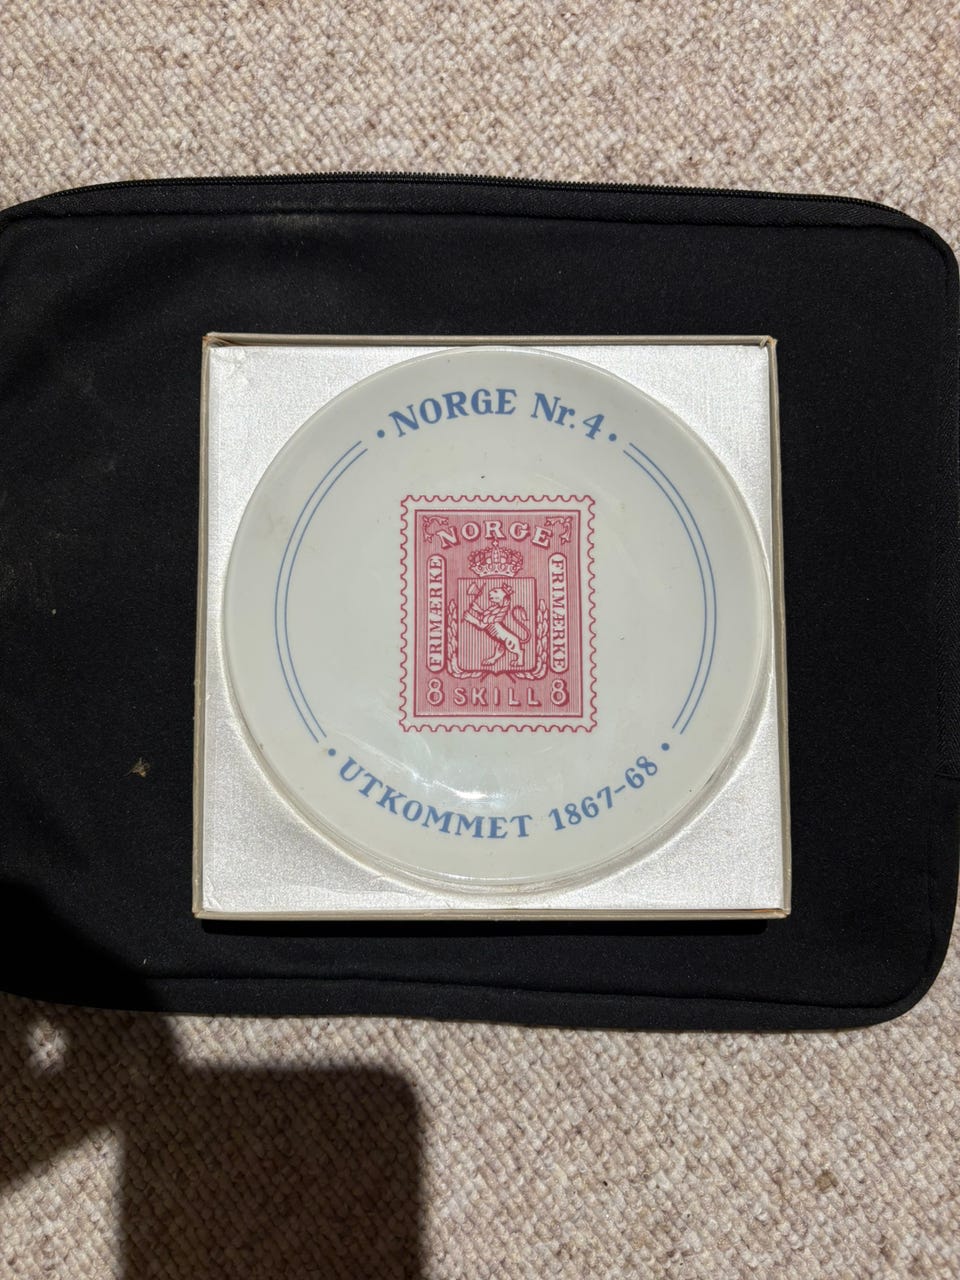 • NORGE Nr. 4 •
NORGE
FRIMÆRKE
FRIMÆRKE
8 SKILL 8
• UTKOMMET 1867-68 •